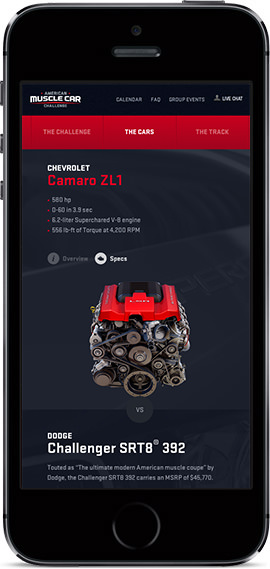 AMERICAN
MUSCLE CAR
CHALLENGE
CALENDAR FAQ GROUP EVENTS LIVE CHAT
THE CHALLENGE THE CARS THE TRACK
CHEVROLET
Camaro ZL1
580 hp
0-60 in 3.9 sec
6.2-liter Supercharged V-8 engine
556 lb-ft of Torque at 4,200 RPM
i Overview Specs
VS
DODGE
Challenger SRT8® 392
Touted as "The ultimate modern American muscle coupe" by
Dodge, the Challenger SRT8 392 carries an MSRP of $45,770.